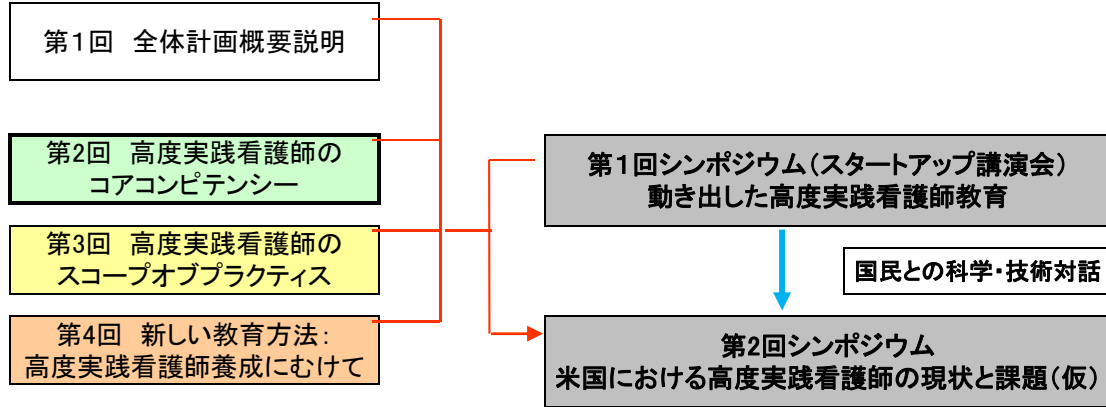 第１回　全体計画概要説明
第2回　高度実践看護師の
コアコンピテンシー
第3回　高度実践看護師の
スコープオブプラクティス
第4回　新しい教育方法：
高度実践看護師養成にむけて
第１回シンポジウム（スタートアップ講演会）
動き出した高度実践看護師教育
国民との科学・技術対話
第2回シンポジウム
米国における高度実践看護師の現状と課題（仮）